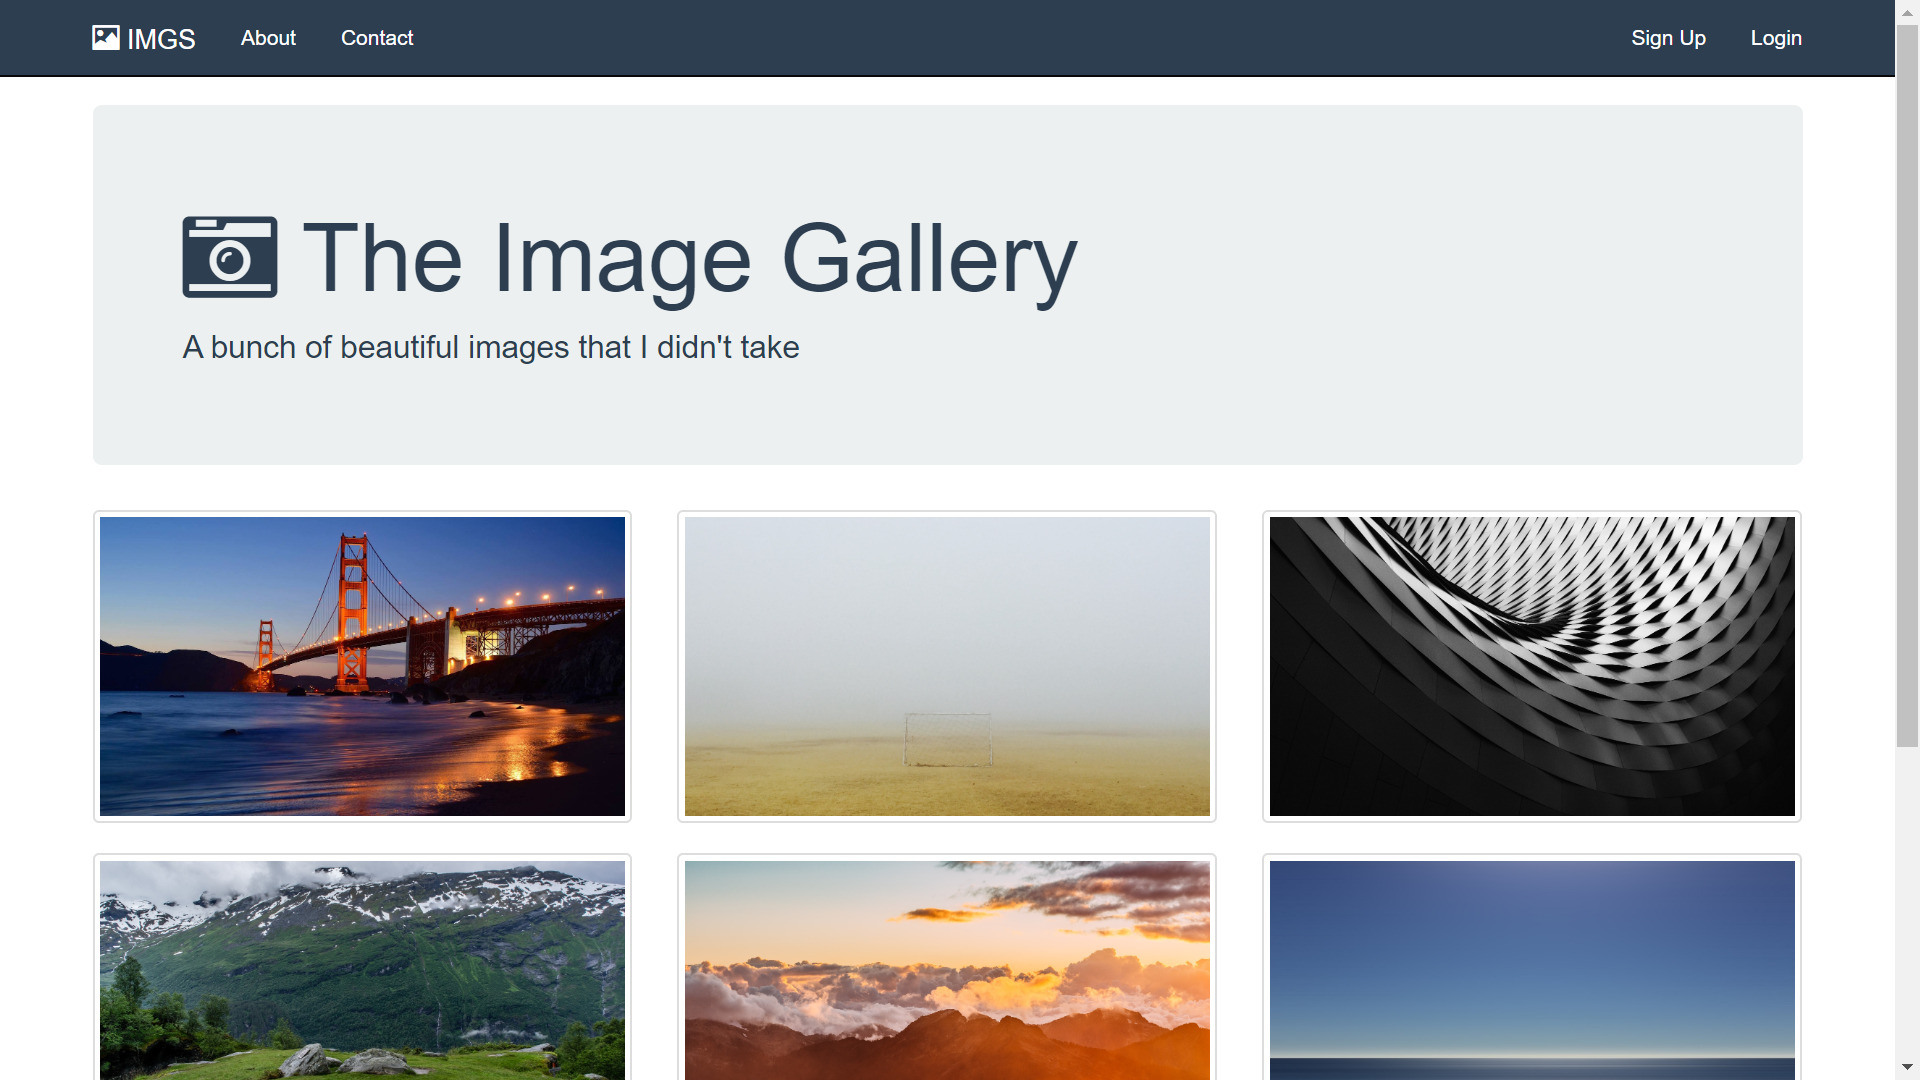 IMGS About Contact Sign Up Login
The Image Gallery
A bunch of beautiful images that I didn't take